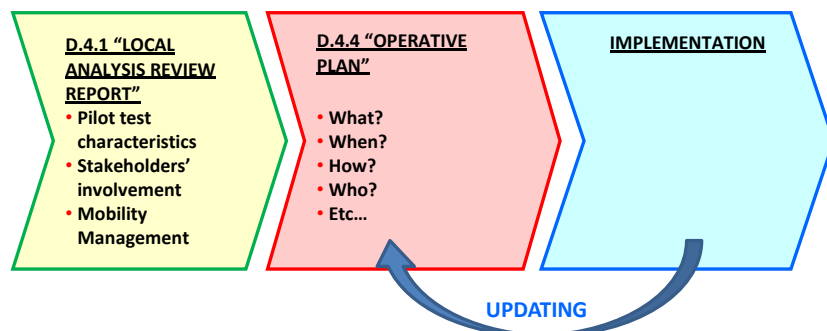 D.4.1 “LOCAL
ANALYSIS REVIEW
REPORT”
• Pilot test
characteristics
• Stakeholders’
involvement
• Mobility
Management
D.4.4 “OPERATIVE
PLAN”
• What?
• When?
• How?
• Who?
• Etc…
IMPLEMENTATION
UPDATING